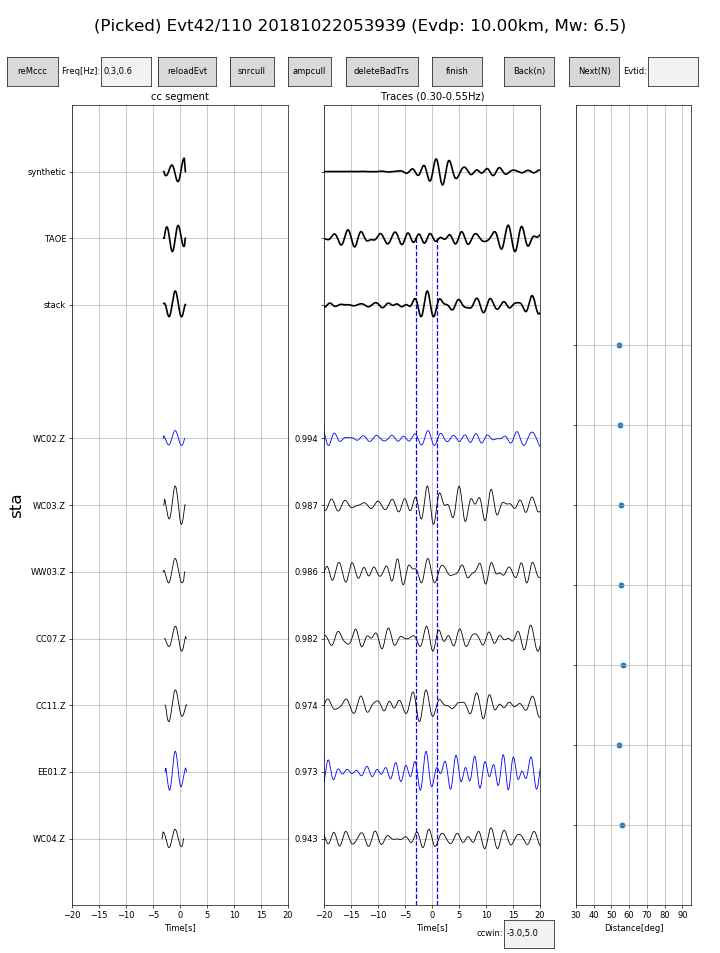 (Picked) Evt42/110 20181022053939 (Evdp: 10.00km, Mw: 6.5)
reMccc Freq[Hz]: 0.3,0.6 reloadEvt snrcull ampcull deleteBadTrs finish Back(n) Next(N) Evtid:
cc segment Traces (0.30-0.55Hz)
synthetic
TAOE
stack
WC02.Z 0.994
WC03.Z 0.987
WW03.Z 0.986
CC07.Z 0.982
CC11.Z 0.974
EE01.Z 0.973
WC04.Z 0.943
sta
−20 −15 −10 −5 0 5 10 15 20 −20 −15 −10 −5 0 5 10 15 20 30 40 50 60 70 80 90
Time[s] Time[s] Distance[deg]
ccwin: -3.0,5.0